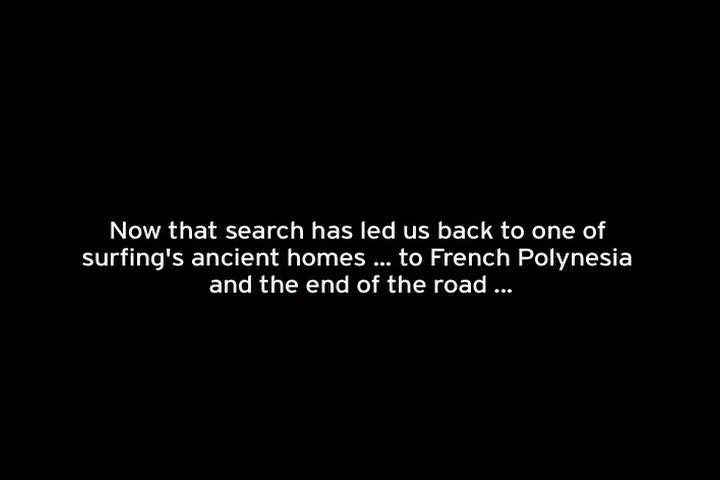 Now that search has led us back to one of
surfing's ancient homes ... to French Polynesia
and the end of the road ...